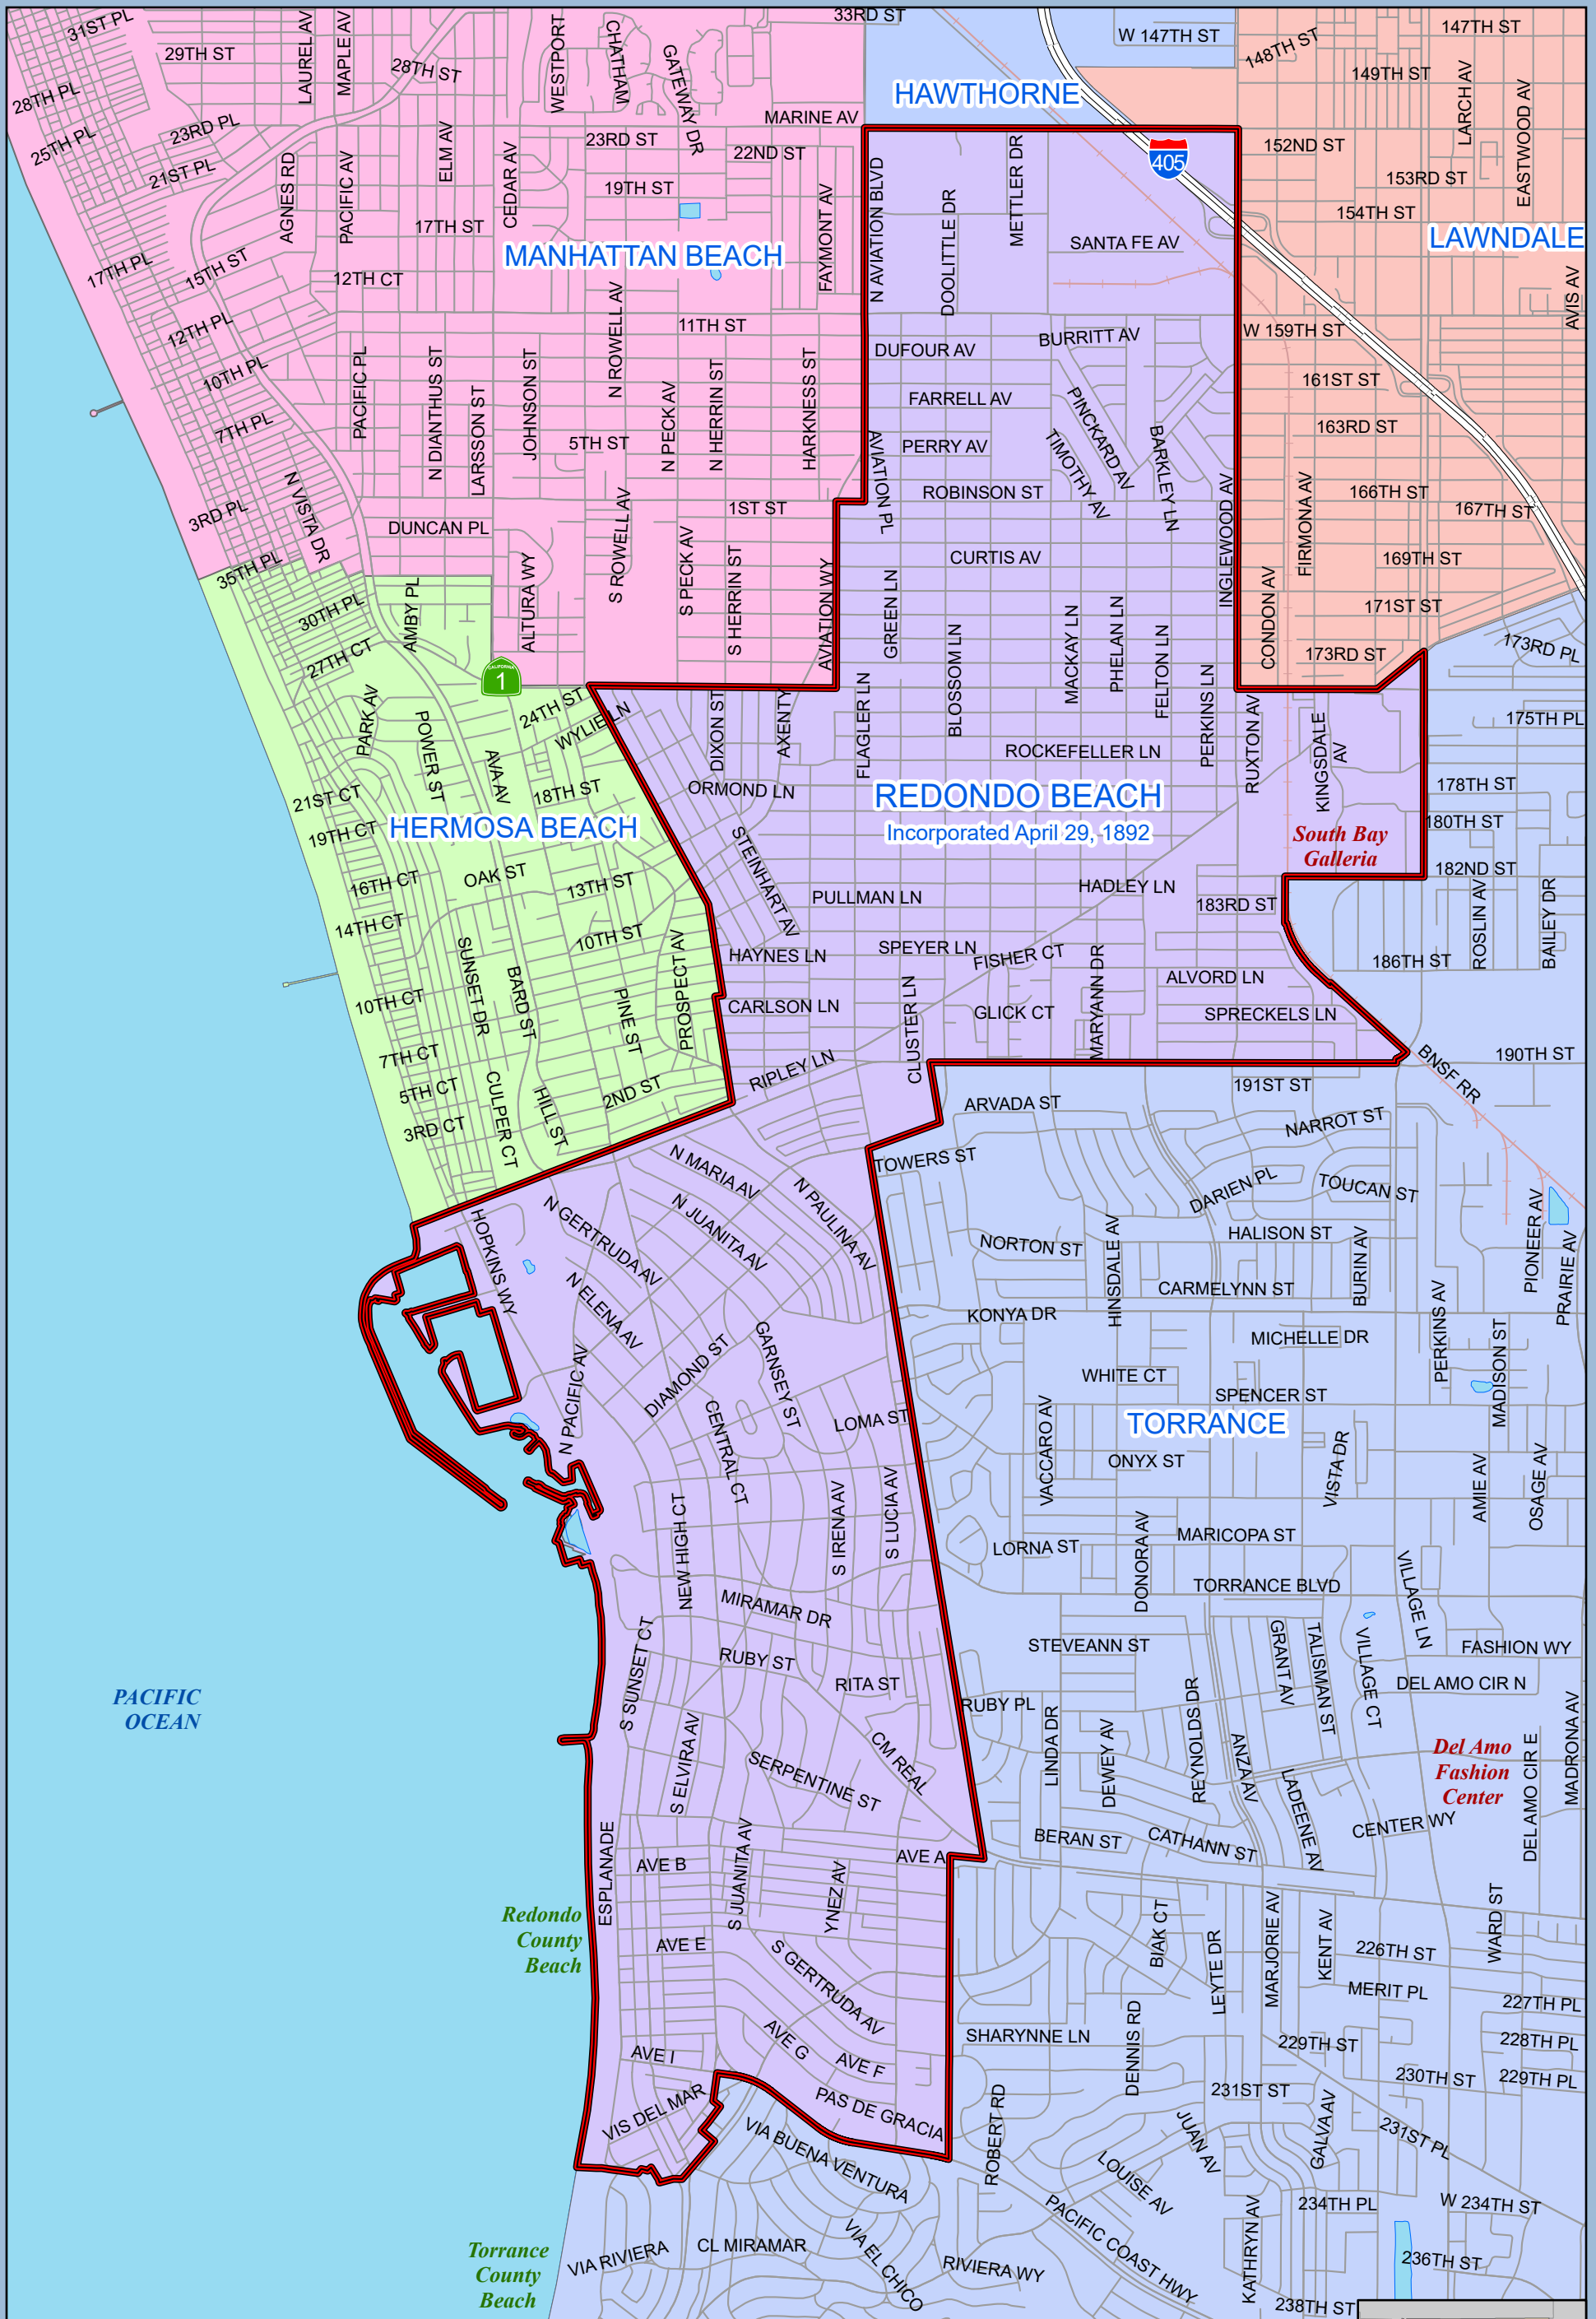 33RD ST
31ST PL
29TH ST
LAUREL AV
MAPLE AV
28TH ST
WESTPORT
CHATHAM
GATEWAY DR
W 147TH ST
148TH ST
147TH ST
149TH ST
LARCH AV
EASTWOOD AV
28TH PL
HAWTHORNE
MARINE AV
25TH PL
23RD PL
21ST PL
ELM AV
23RD ST
22ND ST
405
152ND ST
153RD ST
154TH ST
AGNES RD
PACIFIC AV
CEDAR AV
19TH ST
17TH ST
FAYMONT AV
N AVIATION BLVD
DOOLITTLE DR
METTLER DR
SANTA FE AV
LAWNDALE
MANHATTAN BEACH
17TH PL
15TH ST
12TH CT
AVIS AV
12TH PL
N ROWELL AV
11TH ST
DUFOUR AV
BURRITT AV
W 159TH ST
10TH PL
PACIFIC PL
N DIANTHUS ST
LARSSON ST
JOHNSON ST
N PECK AV
N HERRIN ST
HARKNESS ST
FARRELL AV
PINCKARD AV
161ST ST
7TH PL
5TH ST
AVIATION PL
PERRY AV
TIMOTHY AV
BARKLEY LN
163RD ST
N VISTA DR
3RD PL
DUNCAN PL
S ROWELL AV
1ST ST
ROBINSON ST
INGLEWOOD AV
FIRMONA AV
166TH ST
167TH ST
35TH PL
ALTURA WY
S PECK AV
S HERRIN ST
AVIATION WY
CURTIS AV
169TH ST
30TH PL
AMBY PL
GREEN LN
BLOSSOM LN
MACKAY LN
PHELAN LN
FELTON LN
CONDON AV
171ST ST
27TH CT
CALIFORNIA
1
173RD ST
173RD PL
PARK AV
POWER ST
24TH ST
WYLIE LN
DIXON ST
AXENTY
FLAGLER LN
PERKINS LN
RUXTON AV
KINGSDALE
AV
175TH PL
AVA AV
ROCKEFELLER LN
21ST CT
18TH ST
ORMOND LN
REDONDO BEACH
Incorporated April 29, 1892
178TH ST
19TH CT
HERMOSA BEACH
STEINHART AV
South Bay
Galleria
180TH ST
16TH CT
OAK ST
13TH ST
PULLMAN LN
HADLEY LN
183RD ST
182ND ST
ROSLIN AV
BAILEY DR
14TH CT
SUNSET DR
BARD ST
10TH ST
PROSPECT AV
HAYNES LN
SPEYER LN
FISHER CT
MARYANN DR
ALVORD LN
186TH ST
10TH CT
PINE ST
CARLSON LN
CLUSTER LN
GLICK CT
SPRECKELS LN
7TH CT
RIPLEY LN
BNSF RR
190TH ST
5TH CT
CULPER CT
HILL ST
2ND ST
191ST ST
3RD CT
ARVADA ST
NARROT ST
N MARIA AV
TOWERS ST
DARIEN PL
TOUCAN ST
HOPKINS WY
N GERTRUDA AV
N JUANITA AV
N PAULINA AV
NORTON ST
HINSDALE AV
HALISON ST
BURIN AV
PIONEER AV
PRAIRIE AV
N ELENA AV
CARMELYNN ST
KONYA DR
PERKINS AV
GARNSEY ST
MICHELLE DR
MADISON ST
N PACIFIC AV
DIAMOND ST
WHITE CT
SPENCER ST
CENTRAL CT
LOMA ST
VACCARO AV
TORRANCE
ONYX ST
VISTA DR
AMIE AV
OSAGE AV
NEW HIGH CT
S IRENA AV
S LUCIA AV
LORNA ST
DONORA AV
MARICOPA ST
VILLAGE LN
TORRANCE BLVD
MIRAMAR DR
STEVEANN ST
GRANT AV
TALISMAN ST
VILLAGE CT
FASHION WY
S SUNSET CT
RUBY ST
RITA ST
RUBY PL
DEL AMO CIR N
PACIFIC
OCEAN
LINDA DR
DEWEY AV
REYNOLDS DR
ANZA AV
MADRONA AV
S ELVIRA AV
SERPENTINE ST
CM REAL
LADEENE AV
Del Amo
Fashion
Center
DEL AMO CIR E
BERAN ST
CATHANN ST
CENTER WY
ESPLANADE
AVE B
S JUANITA AV
AVE A
YNEZ AV
Redondo
County
Beach
AVE E
S GERTRUDA AV
BIAK CT
LEYTE DR
MARJORIE AV
KENT AV
226TH ST
WARD ST
MERIT PL
227TH PL
AVE G
AVE F
SHARYNNE LN
DENNIS RD
229TH ST
228TH PL
AVE I
230TH ST
229TH PL
VIS DEL MAR
PAS DE GRACIA
ROBERT RD
231ST ST
JUAN AV
GALVA AV
231ST PL
VIA BUENA VENTURA
LOUISE AV
PACIFIC COAST HWY
234TH PL
W 234TH ST
Torrance
County
Beach
VIA RIVIERA
CL MIRAMAR
VIA EL CHICO
RIVIERA WY
KATHRYN AV
236TH ST
238TH ST